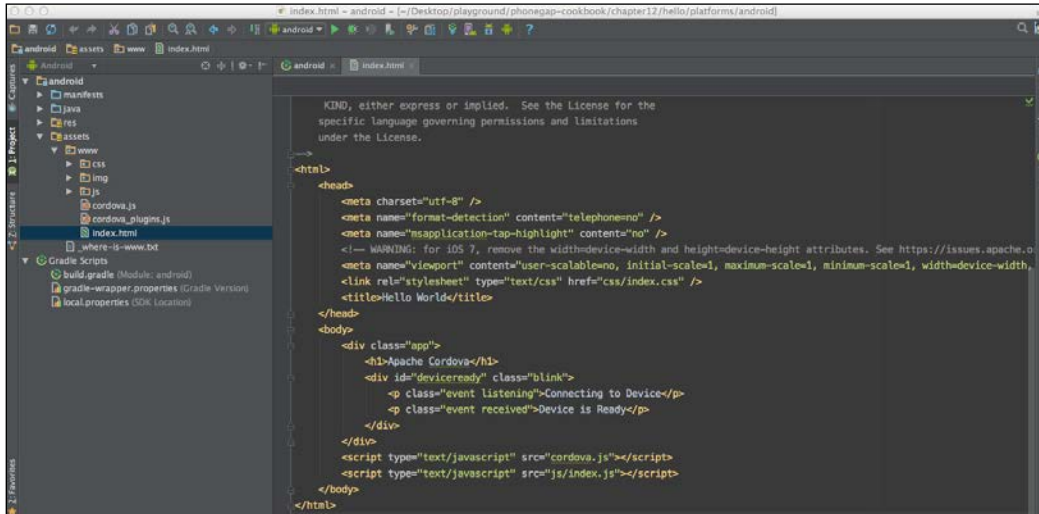 index.html - android - [~/Desktop/playground/phonegap-cookbook/chapter12/hello/platforms/android]
android
?
android assets www index.html
Android
android
index.html
Captures
1: Project
Z: Structure
2: Favorites
android
manifests
java
res
assets
www
css
img
js
cordova.js
cordova_plugins.js
index.html
_where-is-www.txt
Gradle Scripts
build.gradle (Module: android)
gradle-wrapper.properties (Gradle Version)
local.properties (SDK Location)
KIND, either express or implied.  See the License for the
specific language governing permissions and limitations
under the License.
-->
<html>
<head>
<meta charset="utf-8" />
<meta name="format-detection" content="telephone=no" />
<meta name="msapplication-tap-highlight" content="no" />
<!-- WARNING: for iOS 7, remove the width=device-width and height=device-height attributes. See https://issues.apache.o
<meta name="viewport" content="user-scalable=no, initial-scale=1, maximum-scale=1, minimum-scale=1, width=device-width,
<link rel="stylesheet" type="text/css" href="css/index.css" />
<title>Hello World</title>
</head>
<body>
<div class="app">
<h1>Apache Cordova</h1>
<div id="deviceready" class="blink">
<p class="event listening">Connecting to Device</p>
<p class="event received">Device is Ready</p>
</div>
</div>
<script type="text/javascript" src="cordova.js"></script>
<script type="text/javascript" src="js/index.js"></script>
</body>
</html>